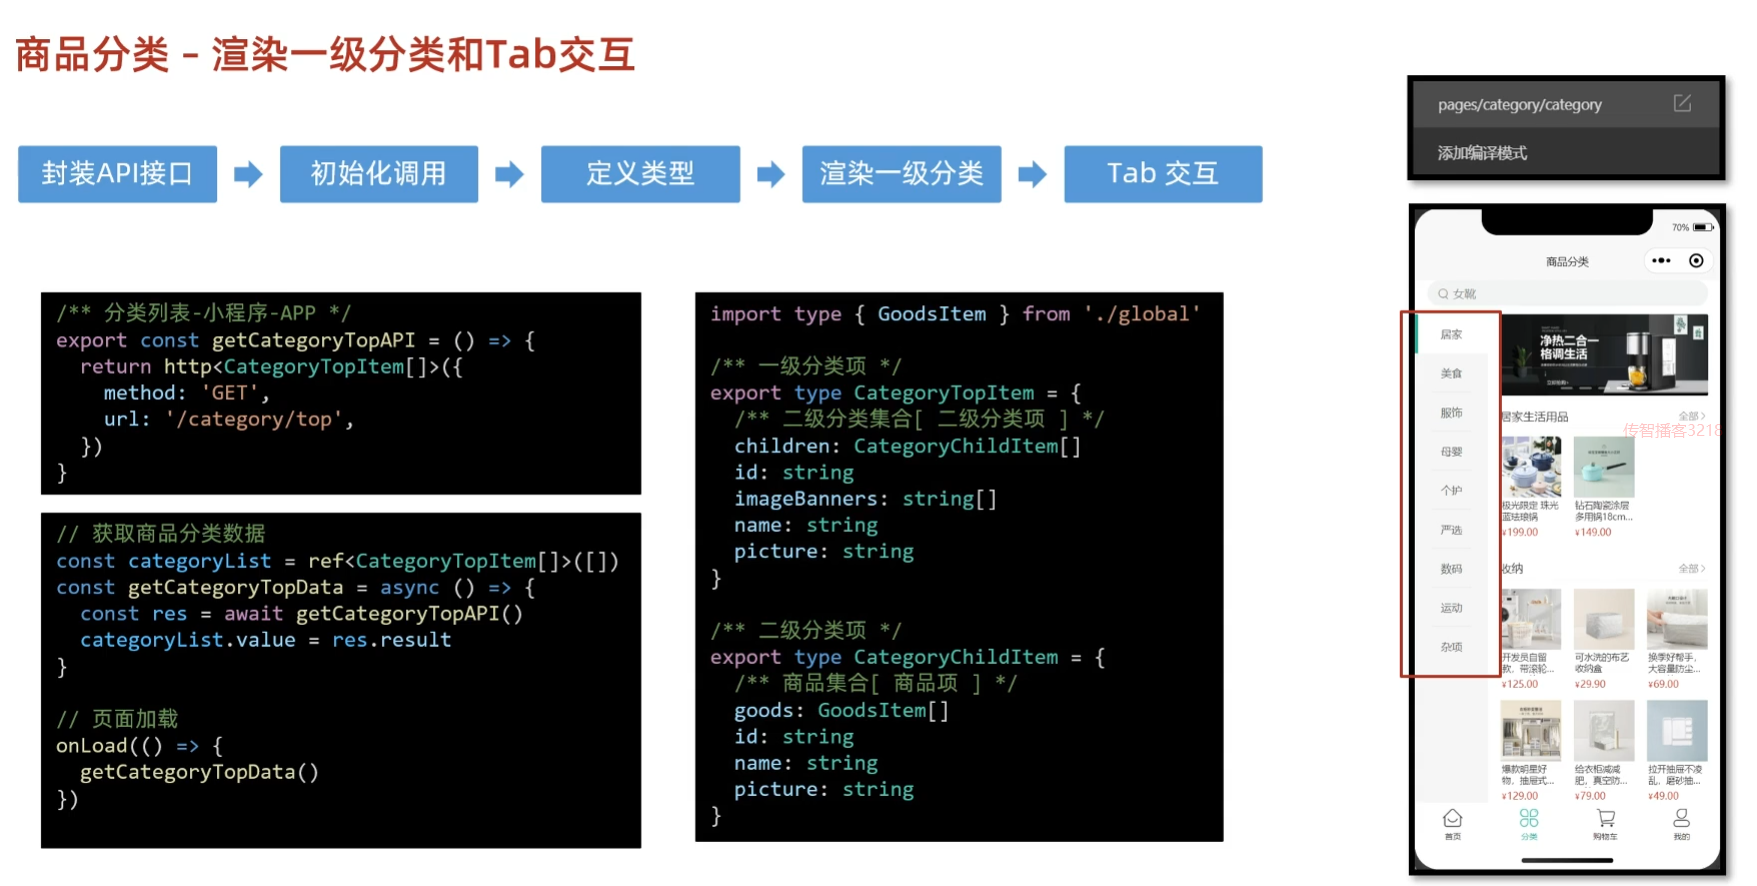 商品分类 – 渲染一级分类和Tab交互
封装API接口
初始化调用
定义类型
渲染一级分类
Tab 交互
/** 分类列表-小程序-APP */
export const getCategoryTopAPI = () => {
  return http<CategoryTopItem[]>({
    method: 'GET',
    url: '/category/top',
  })
}
// 获取商品分类数据
const categoryList = ref<CategoryTopItem[]>([])
const getCategoryTopData = async () => {
  const res = await getCategoryTopAPI()
  categoryList.value = res.result
}
// 页面加载
onLoad(() => {
  getCategoryTopData()
})
import type { GoodsItem } from './global'
/** 一级分类项 */
export type CategoryTopItem = {
  /** 二级分类集合[ 二级分类项 ] */
  children: CategoryChildItem[]
  id: string
  imageBanners: string[]
  name: string
  picture: string
}
/** 二级分类项 */
export type CategoryChildItem = {
  /** 商品集合[ 商品项 ] */
  goods: GoodsItem[]
  id: string
  name: string
  picture: string
}
pages/category/category
添加编译模式
70%
商品分类
女靴
居家
美食
服饰
母婴
个护
严选
数码
运动
杂项
净热二合一
格调生活
居家生活用品
全部
传智播客3218
极光限定 珠光
蓝珐琅锅
¥199.00
钻石陶瓷涂层
多用锅18cm...
¥149.00
收纳
全部
开发员自留
款，带滚轮...
¥125.00
可水洗的布艺
收纳盒
¥29.90
换季好帮手，
大容量防尘...
¥69.00
爆款明星好
物，抽屉式...
¥129.00
给衣柜减减
肥，真空防...
¥79.00
拉开抽屉不凌
乱，磨砂抽...
¥49.00
首页
分类
购物车
我的